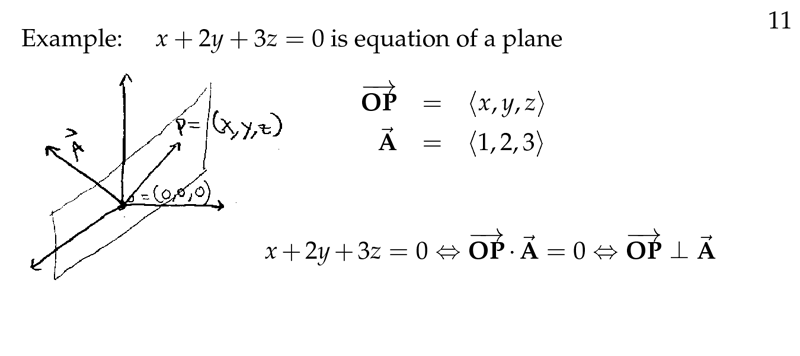 11
Example: x + 2y + 3z = 0 is equation of a plane
OP = ⟨x, y, z⟩
A = ⟨1, 2, 3⟩
P = (x, y, z)
A
0 = (0,0,0)
x + 2y + 3z = 0 ⇔ OP · A = 0 ⇔ OP ⊥ A